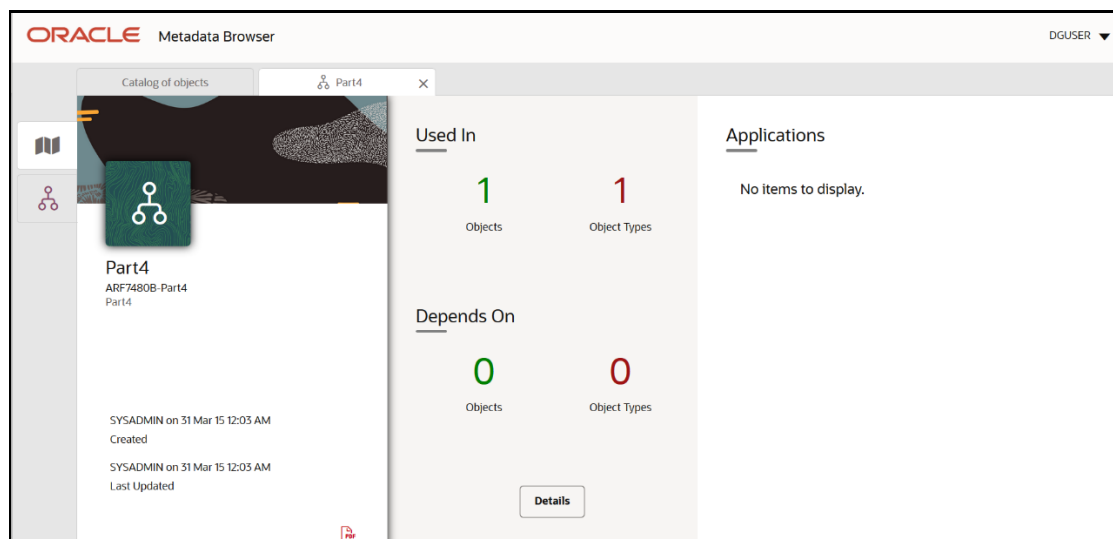 ORACLE Metadata Browser
DGUSER
Catalog of objects
Part4
Part4
ARF7480B-Part4
Part4
SYSADMIN on 31 Mar 15 12:03 AM
Created
SYSADMIN on 31 Mar 15 12:03 AM
Last Updated
PDF
Used In
1 1
Objects Object Types
Depends On
0 0
Objects Object Types
Details
Applications
No items to display.